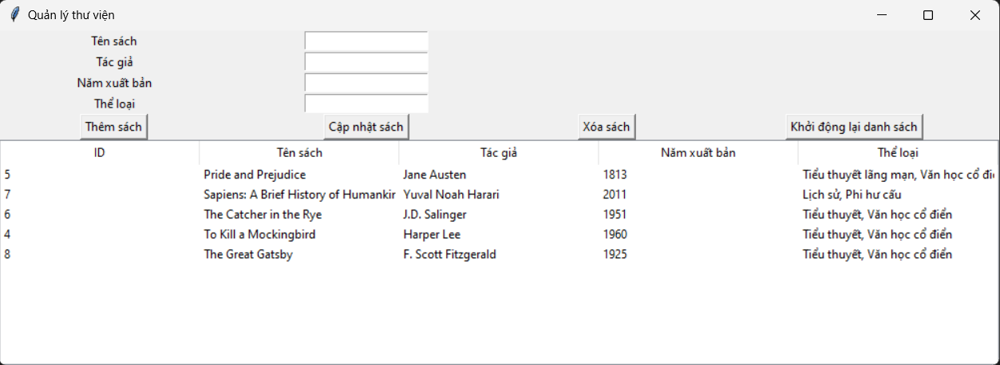 Quản lý thư viện
Tên sách
Tác giả
Năm xuất bản
Thể loại
Thêm sách Cập nhật sách Xóa sách Khởi động lại danh sách
ID Tên sách Tác giả Năm xuất bản Thể loại
5 Pride and Prejudice Jane Austen 1813 Tiểu thuyết lãng mạn, Văn học cổ điể
7 Sapiens: A Brief History of Humankin Yuval Noah Harari 2011 Lịch sử, Phi hư cấu
6 The Catcher in the Rye J.D. Salinger 1951 Tiểu thuyết, Văn học cổ điển
4 To Kill a Mockingbird Harper Lee 1960 Tiểu thuyết, Văn học cổ điển
8 The Great Gatsby F. Scott Fitzgerald 1925 Tiểu thuyết, Văn học cổ điển